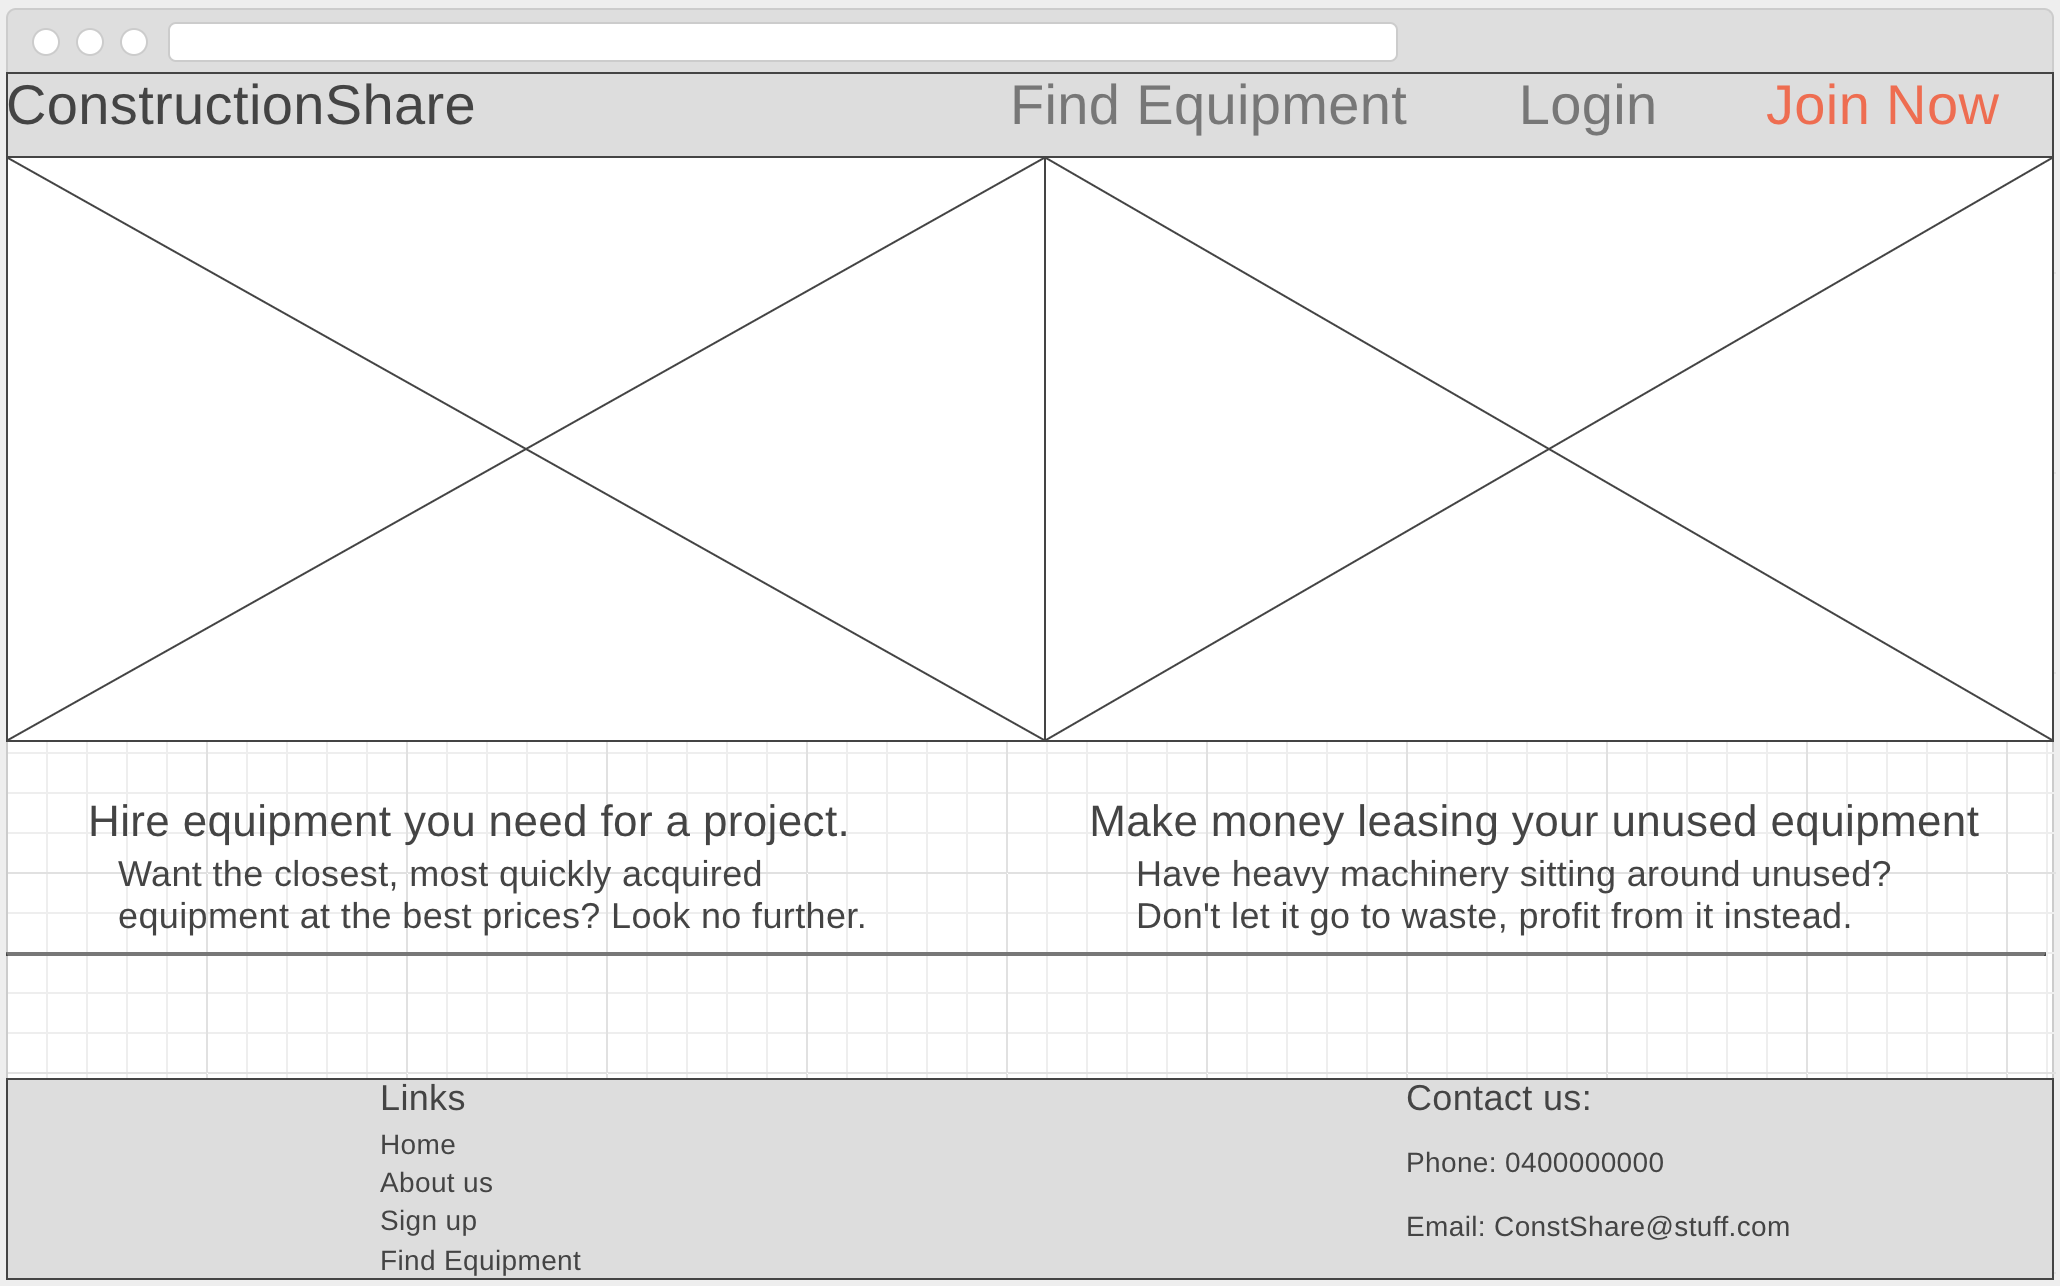 ConstructionShare
Find Equipment
Login
Join Now
Hire equipment you need for a project.
Want the closest, most quickly acquired
equipment at the best prices? Look no further.
Make money leasing your unused equipment
Have heavy machinery sitting around unused?
Don't let it go to waste, profit from it instead.
Links
Home
About us
Sign up
Find Equipment
Contact us:
Phone: 0400000000
Email: ConstShare@stuff.com